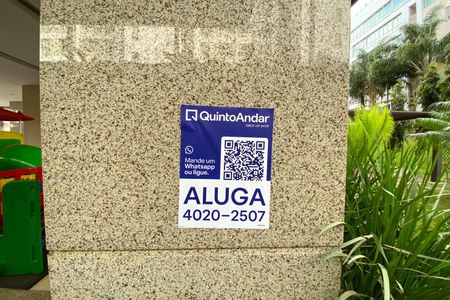 QuintoAndar
Mande um
Whatsapp
ou ligue.
ALUGA
4020-2507